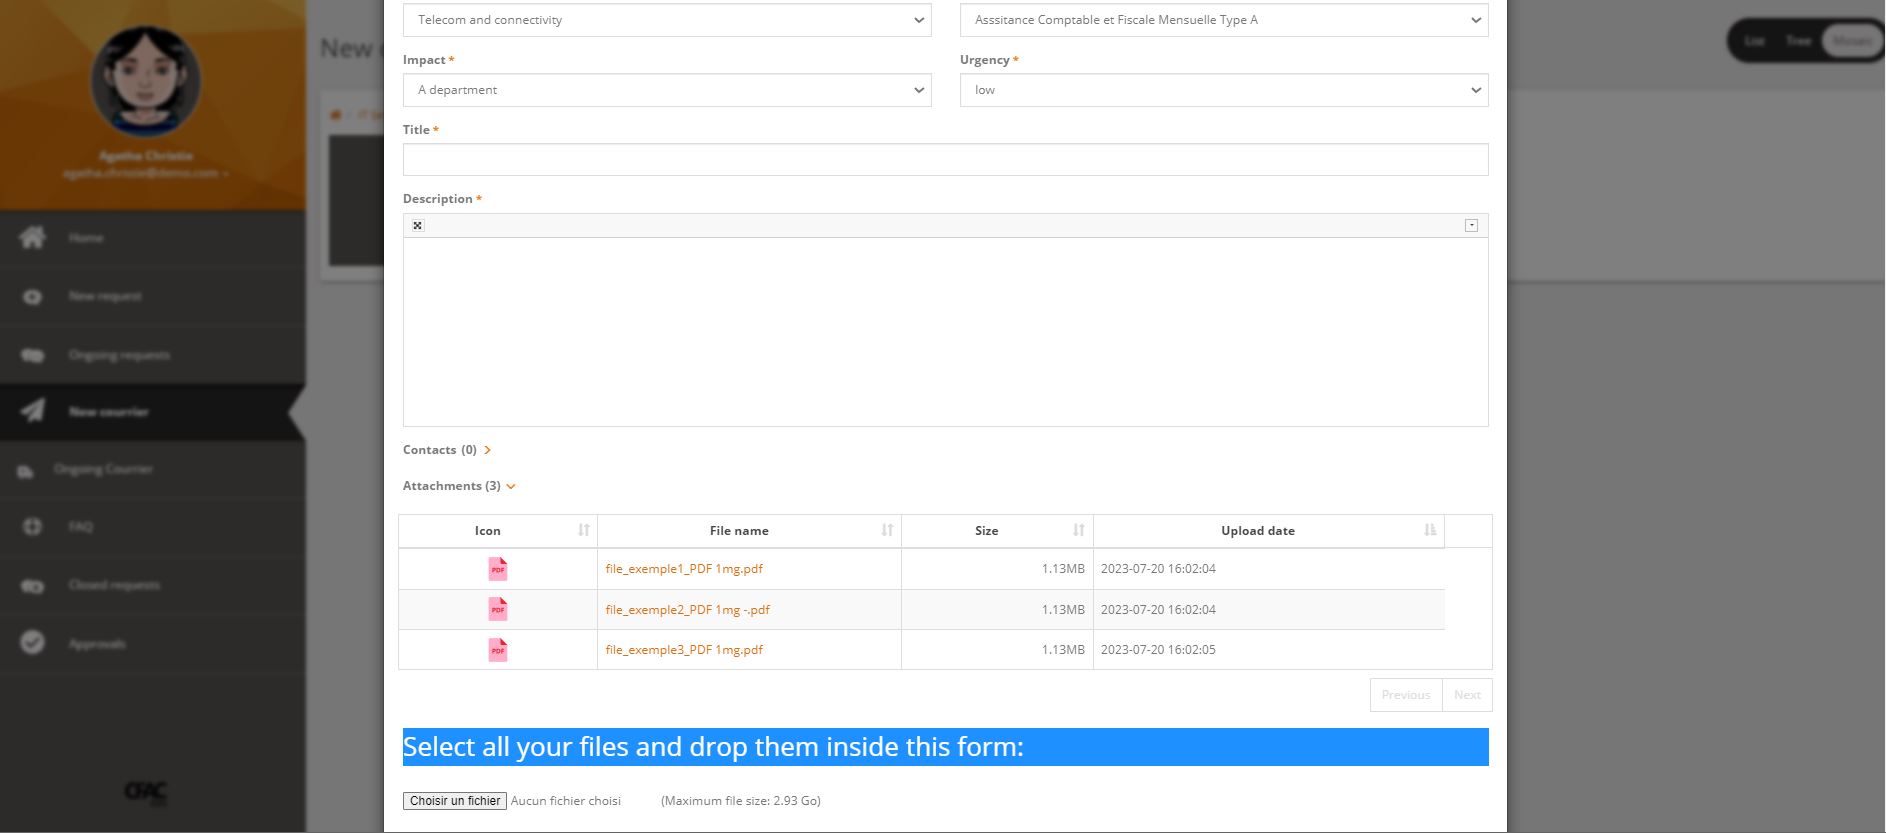 New
List Tree Mosaic
Agatha Christie
agatha.christie@demo.com
Home
New request
Ongoing requests
New courrier
Ongoing Courrier
FAQ
Closed requests
Approvals
CFAC
Telecom and connectivity
Asssitance Comptable et Fiscale Mensuelle Type A
Impact *
Urgency *
A department
low
Title *
Description *
Contacts (0)
Attachments (3)
Icon File name Size Upload date
PDF file_exemple1_PDF 1mg.pdf 1.13MB 2023-07-20 16:02:04
PDF file_exemple2_PDF 1mg -.pdf 1.13MB 2023-07-20 16:02:04
PDF file_exemple3_PDF 1mg.pdf 1.13MB 2023-07-20 16:02:05
Previous Next
Select all your files and drop them inside this form:
Choisir un fichier Aucun fichier choisi (Maximum file size: 2.93 Go)